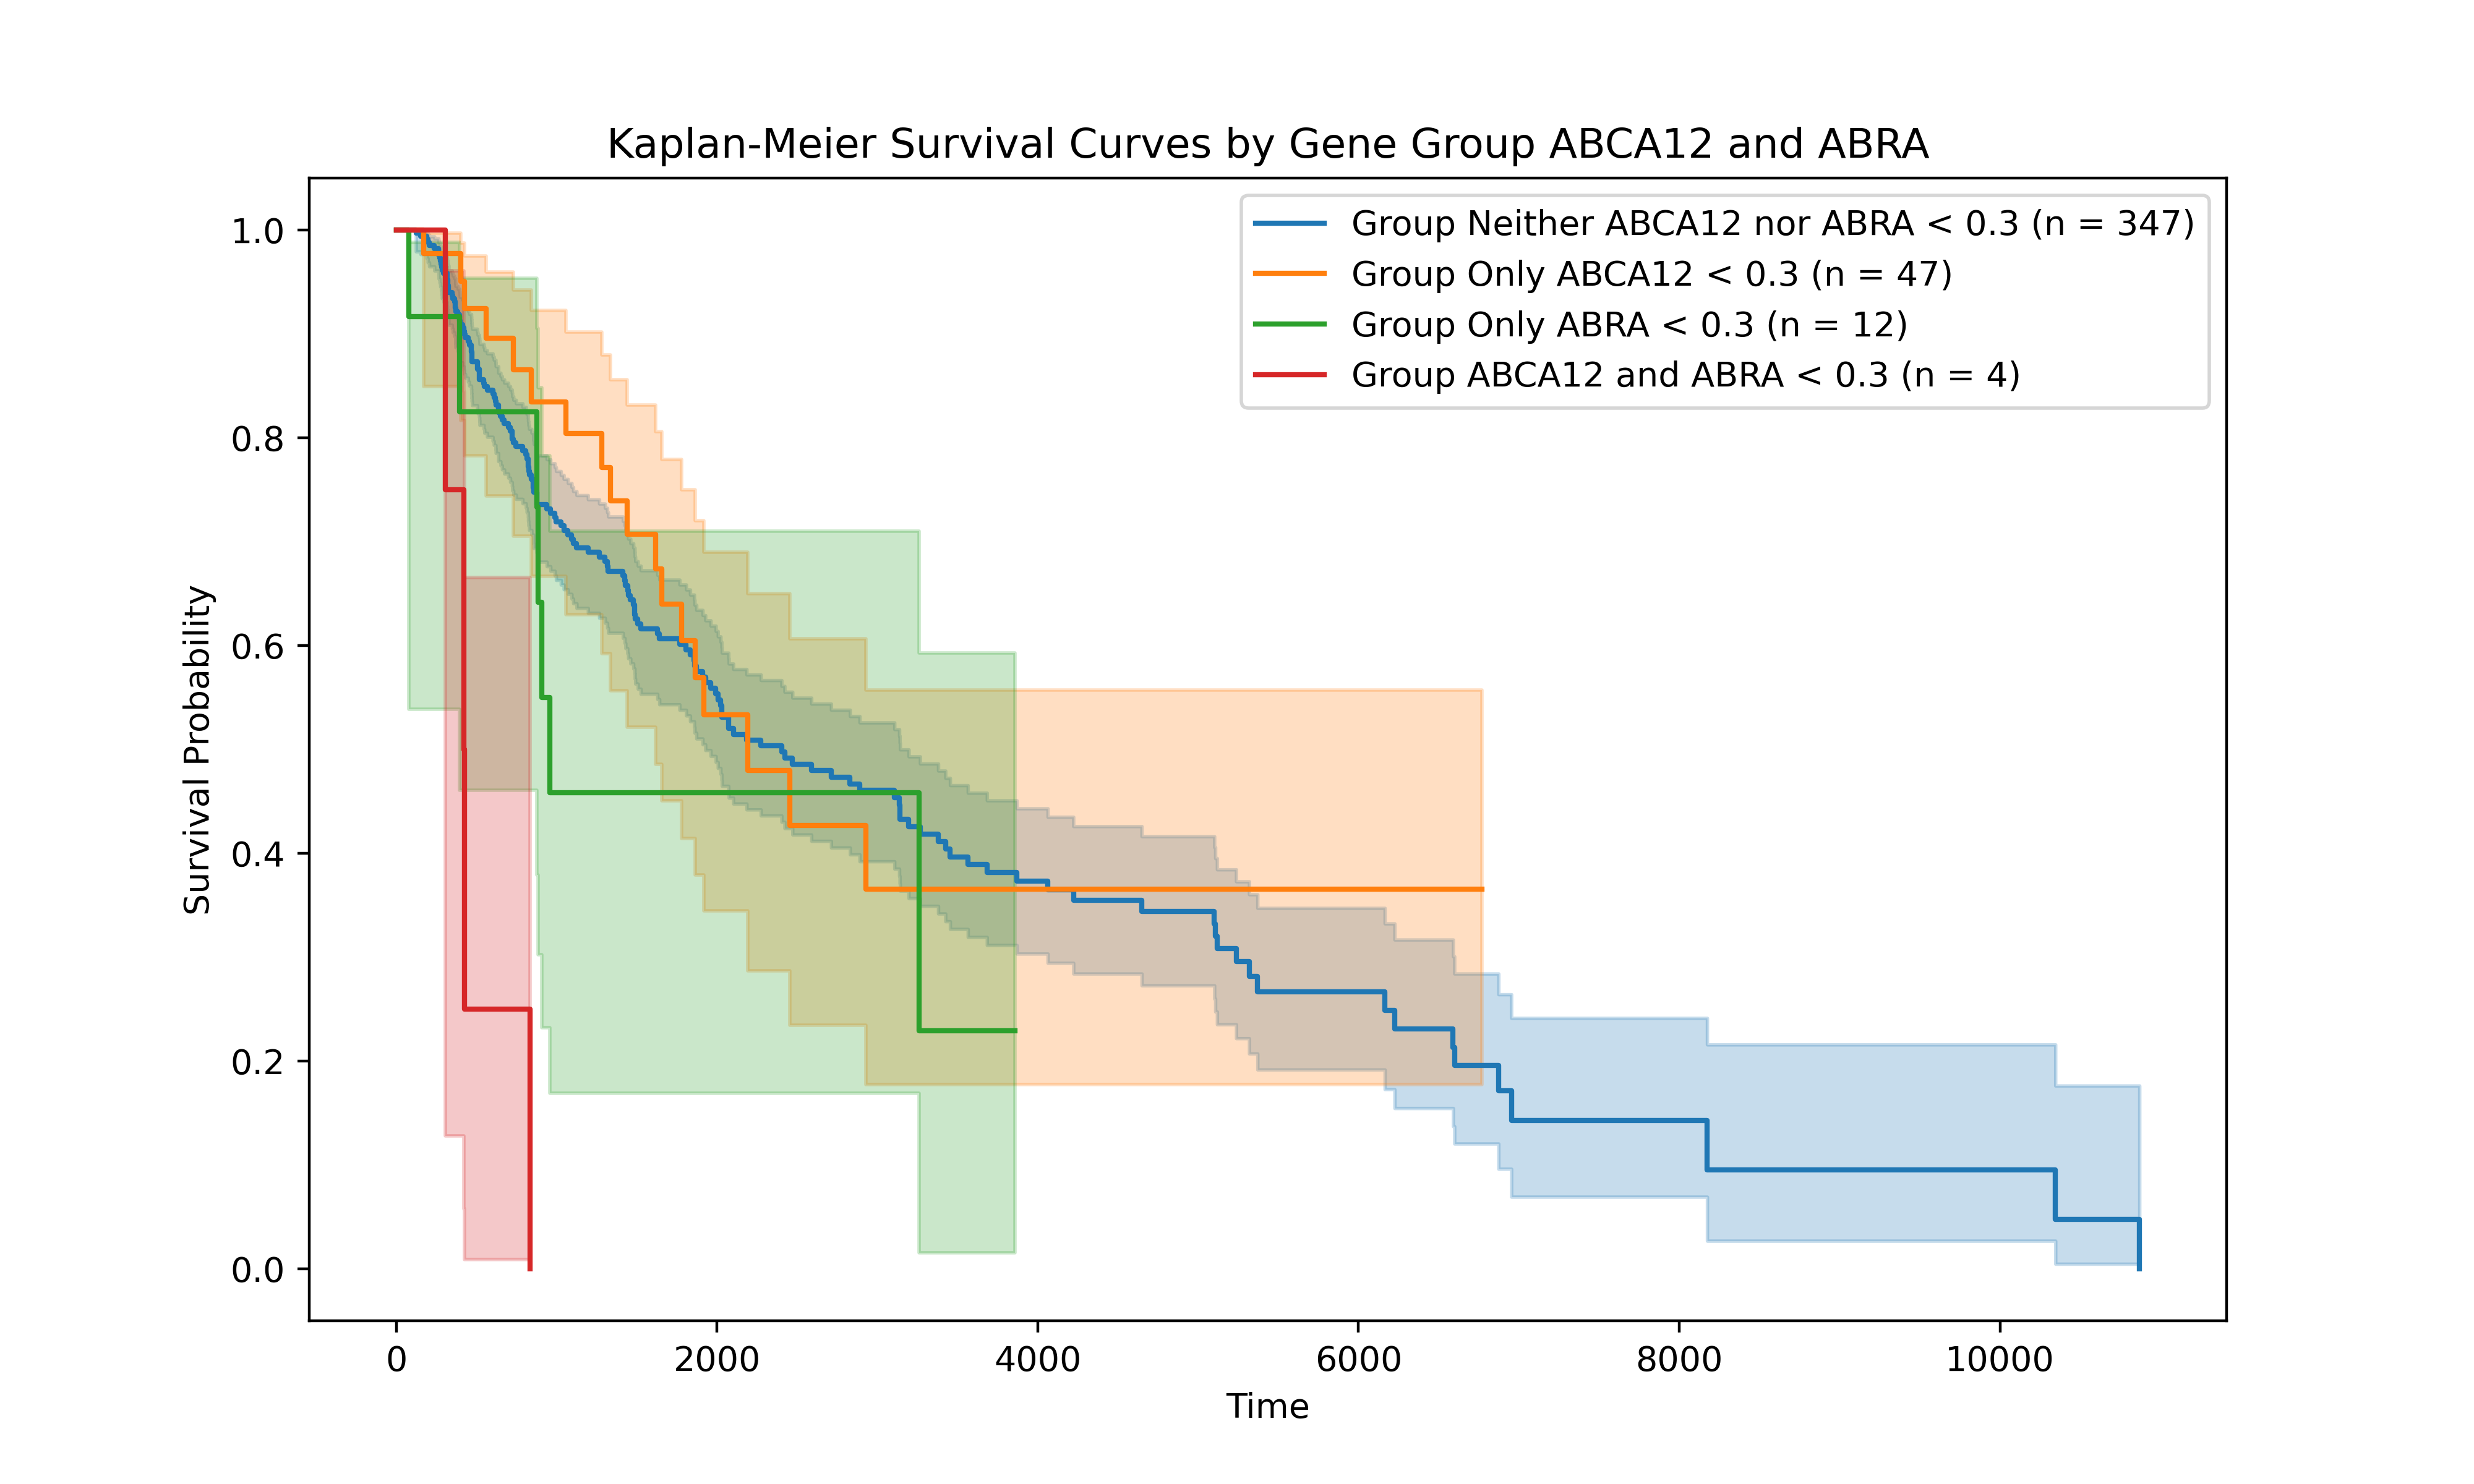 Kaplan-Meier Survival Curves by Gene Group ABCA12 and ABRA
Group Neither ABCA12 nor ABRA < 0.3 (n = 347)
Group Only ABCA12 < 0.3 (n = 47)
Group Only ABRA < 0.3 (n = 12)
Group ABCA12 and ABRA < 0.3 (n = 4)
Survival Probability
1.0
0.8
0.6
0.4
0.2
0.0
0 2000 4000 6000 8000 10000
Time